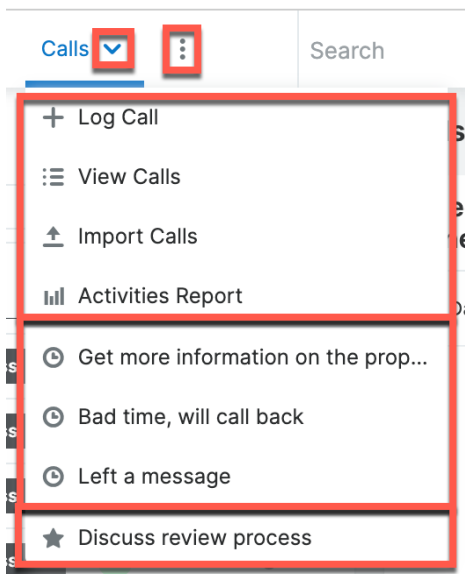 Calls
Search
Log Call
View Calls
Import Calls
Activities Report
Get more information on the prop...
Bad time, will call back
Left a message
Discuss review process